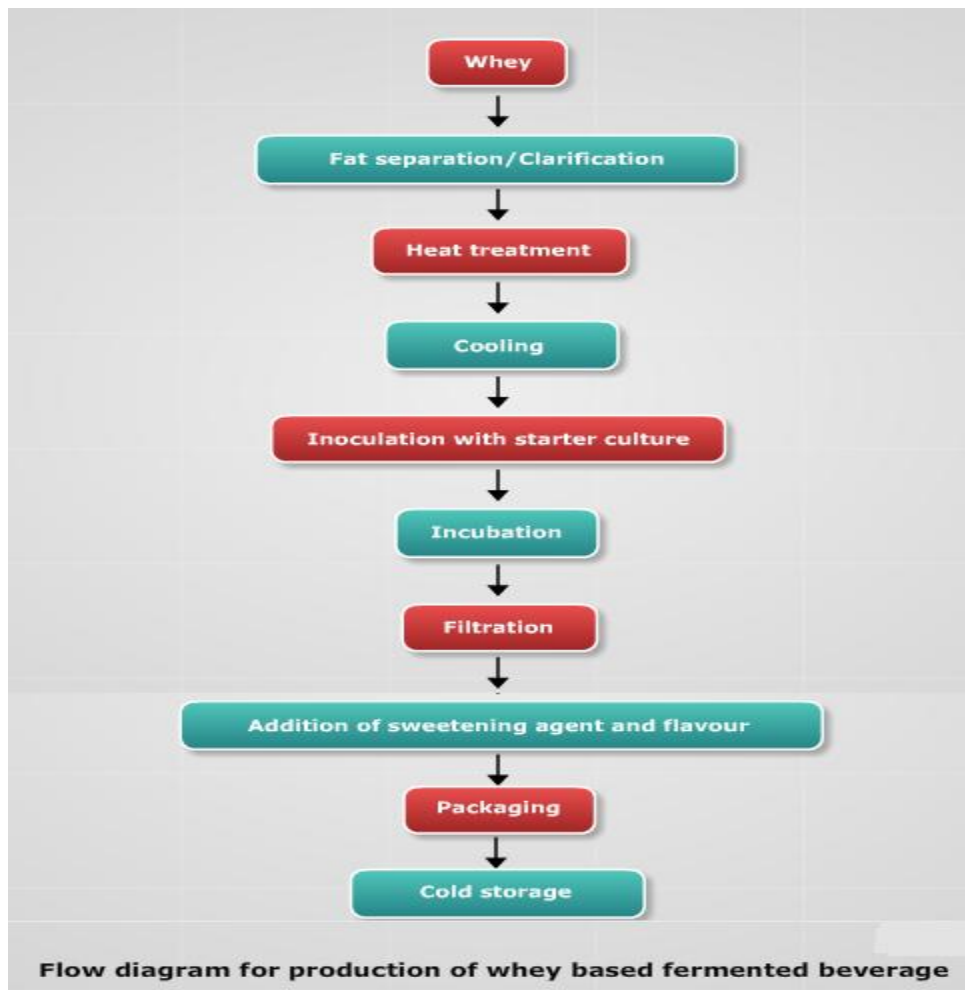 Whey
Fat separation/Clarification
Heat treatment
Cooling
Inoculation with starter culture
Incubation
Filtration
Addition of sweetening agent and flavour
Packaging
Cold storage
Flow diagram for production of whey based fermented beverage